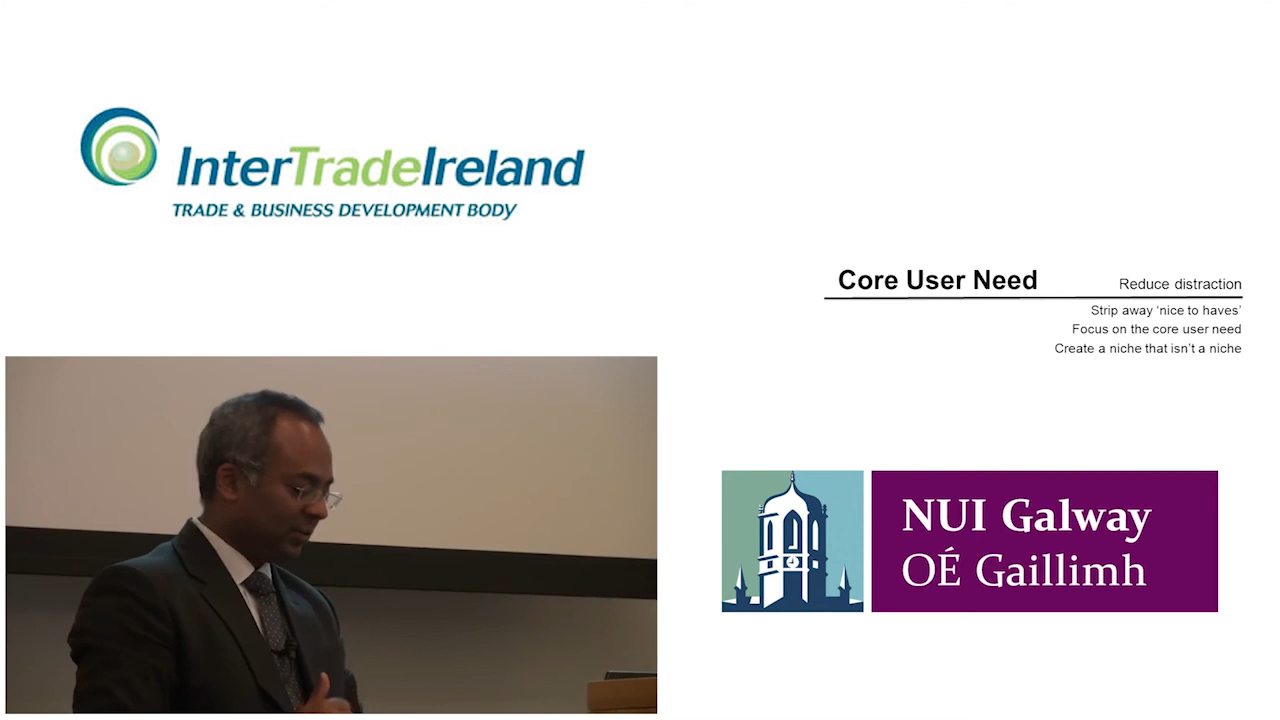 InterTradeIreland
TRADE & BUSINESS DEVELOPMENT BODY
Core User Need Reduce distraction
Strip away ‘nice to haves’
Focus on the core user need
Create a niche that isn’t a niche
NUI Galway
OÉ Gaillimh